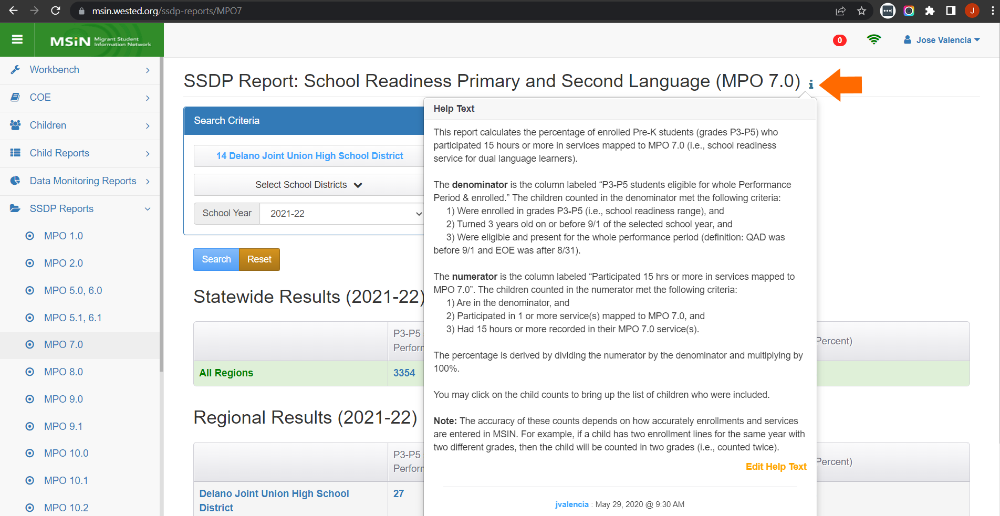 msin.wested.org/ssdp-reports/MPO7
J
MSiN Migrant Student
Information Network
0
Jose Valencia
Workbench
COE
Children
Child Reports
Data Monitoring Reports
SSDP Reports
MPO 1.0
MPO 2.0
MPO 5.0, 6.0
MPO 5.1, 6.1
MPO 7.0
MPO 8.0
MPO 9.0
MPO 9.1
MPO 10.0
MPO 10.1
MPO 10.2
SSDP Report: School Readiness Primary and Second Language (MPO 7.0) i
Search Criteria
14 Delano Joint Union High School District
Select School Districts
School Year 2021-22
Search Reset
Statewide Results (2021-22)
P3-P5
Perforr
Percent)
All Regions 3354
Regional Results (2021-22)
P3-P5
Perforr
Percent)
Delano Joint Union High School
District
27
Help Text
This report calculates the percentage of enrolled Pre-K students (grades P3-P5) who
participated 15 hours or more in services mapped to MPO 7.0 (i.e., school readiness
service for dual language learners).
The denominator is the column labeled “P3-P5 students eligible for whole Performance
Period & enrolled.” The children counted in the denominator met the following criteria:
1) Were enrolled in grades P3-P5 (i.e., school readiness range), and
2) Turned 3 years old on or before 9/1 of the selected school year, and
3) Were eligible and present for the whole performance period (definition: QAD was
before 9/1 and EOE was after 8/31).
The numerator is the column labeled “Participated 15 hrs or more in services mapped to
MPO 7.0”. The children counted in the numerator met the following criteria:
1) Are in the denominator, and
2) Participated in 1 or more service(s) mapped to MPO 7.0, and
3) Had 15 hours or more recorded in their MPO 7.0 service(s).
The percentage is derived by dividing the numerator by the denominator and multiplying by
100%.
You may click on the child counts to bring up the list of children who were included.
Note: The accuracy of these counts depends on how accurately enrollments and services
are entered in MSIN. For example, if a child has two enrollment lines for the same year with
two different grades, then the child will be counted in two grades (i.e., counted twice).
Edit Help Text
jvalencia : May 29, 2020 @ 9:30 AM